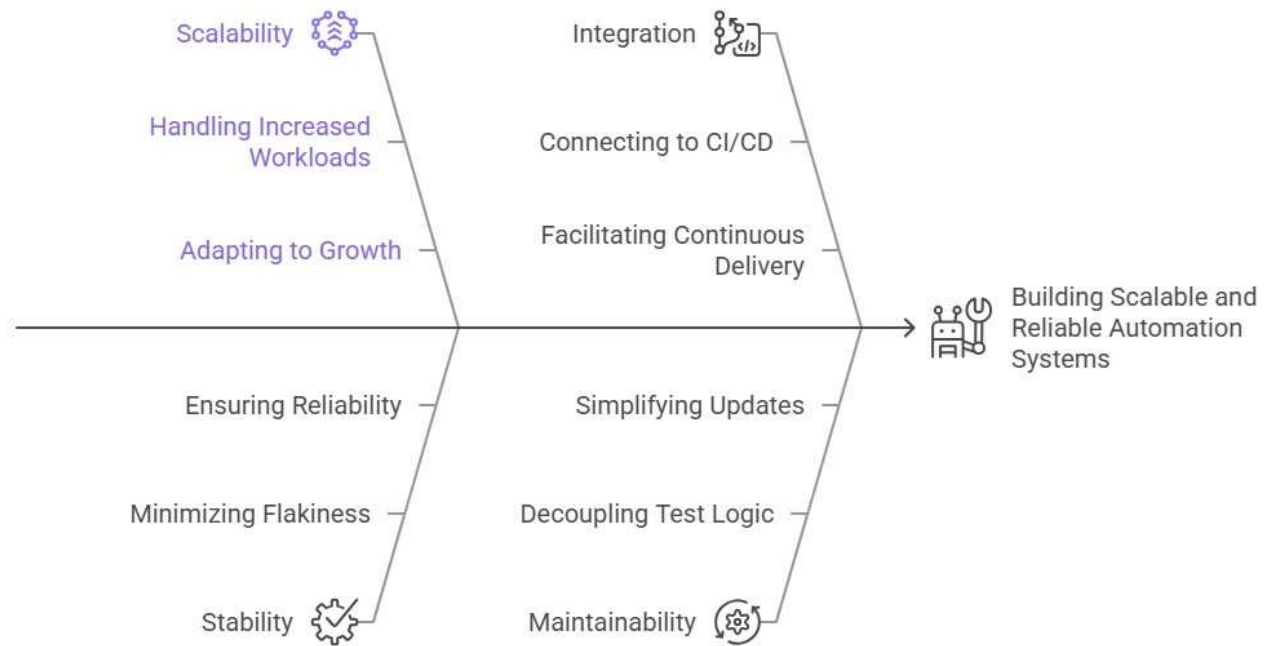 Scalability
Handling Increased
Workloads
Adapting to Growth
Integration
Connecting to CI/CD
Facilitating Continuous
Delivery
Building Scalable and
Reliable Automation
Systems
Ensuring Reliability
Minimizing Flakiness
Stability
Simplifying Updates
Decoupling Test Logic
Maintainability